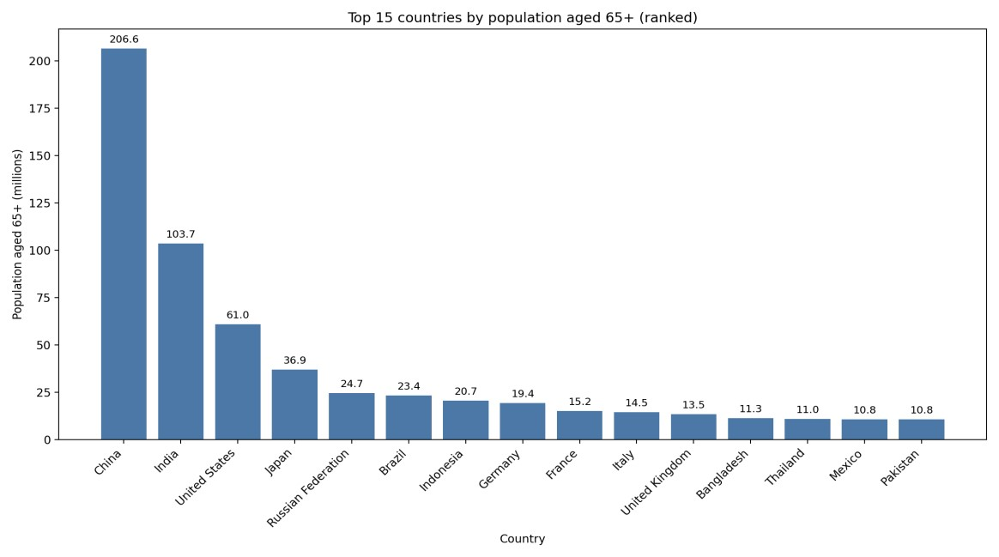 Top 15 countries by population aged 65+ (ranked)
Population aged 65+ (millions)
200
175
150
125
100
75
50
25
0
206.6
103.7
61.0
36.9
24.7
23.4
20.7
19.4
15.2
14.5
13.5
11.3
11.0
10.8
10.8
China
India
United States
Japan
Russian Federation
Brazil
Indonesia
Germany
France
Italy
United Kingdom
Bangladesh
Thailand
Mexico
Pakistan
Country